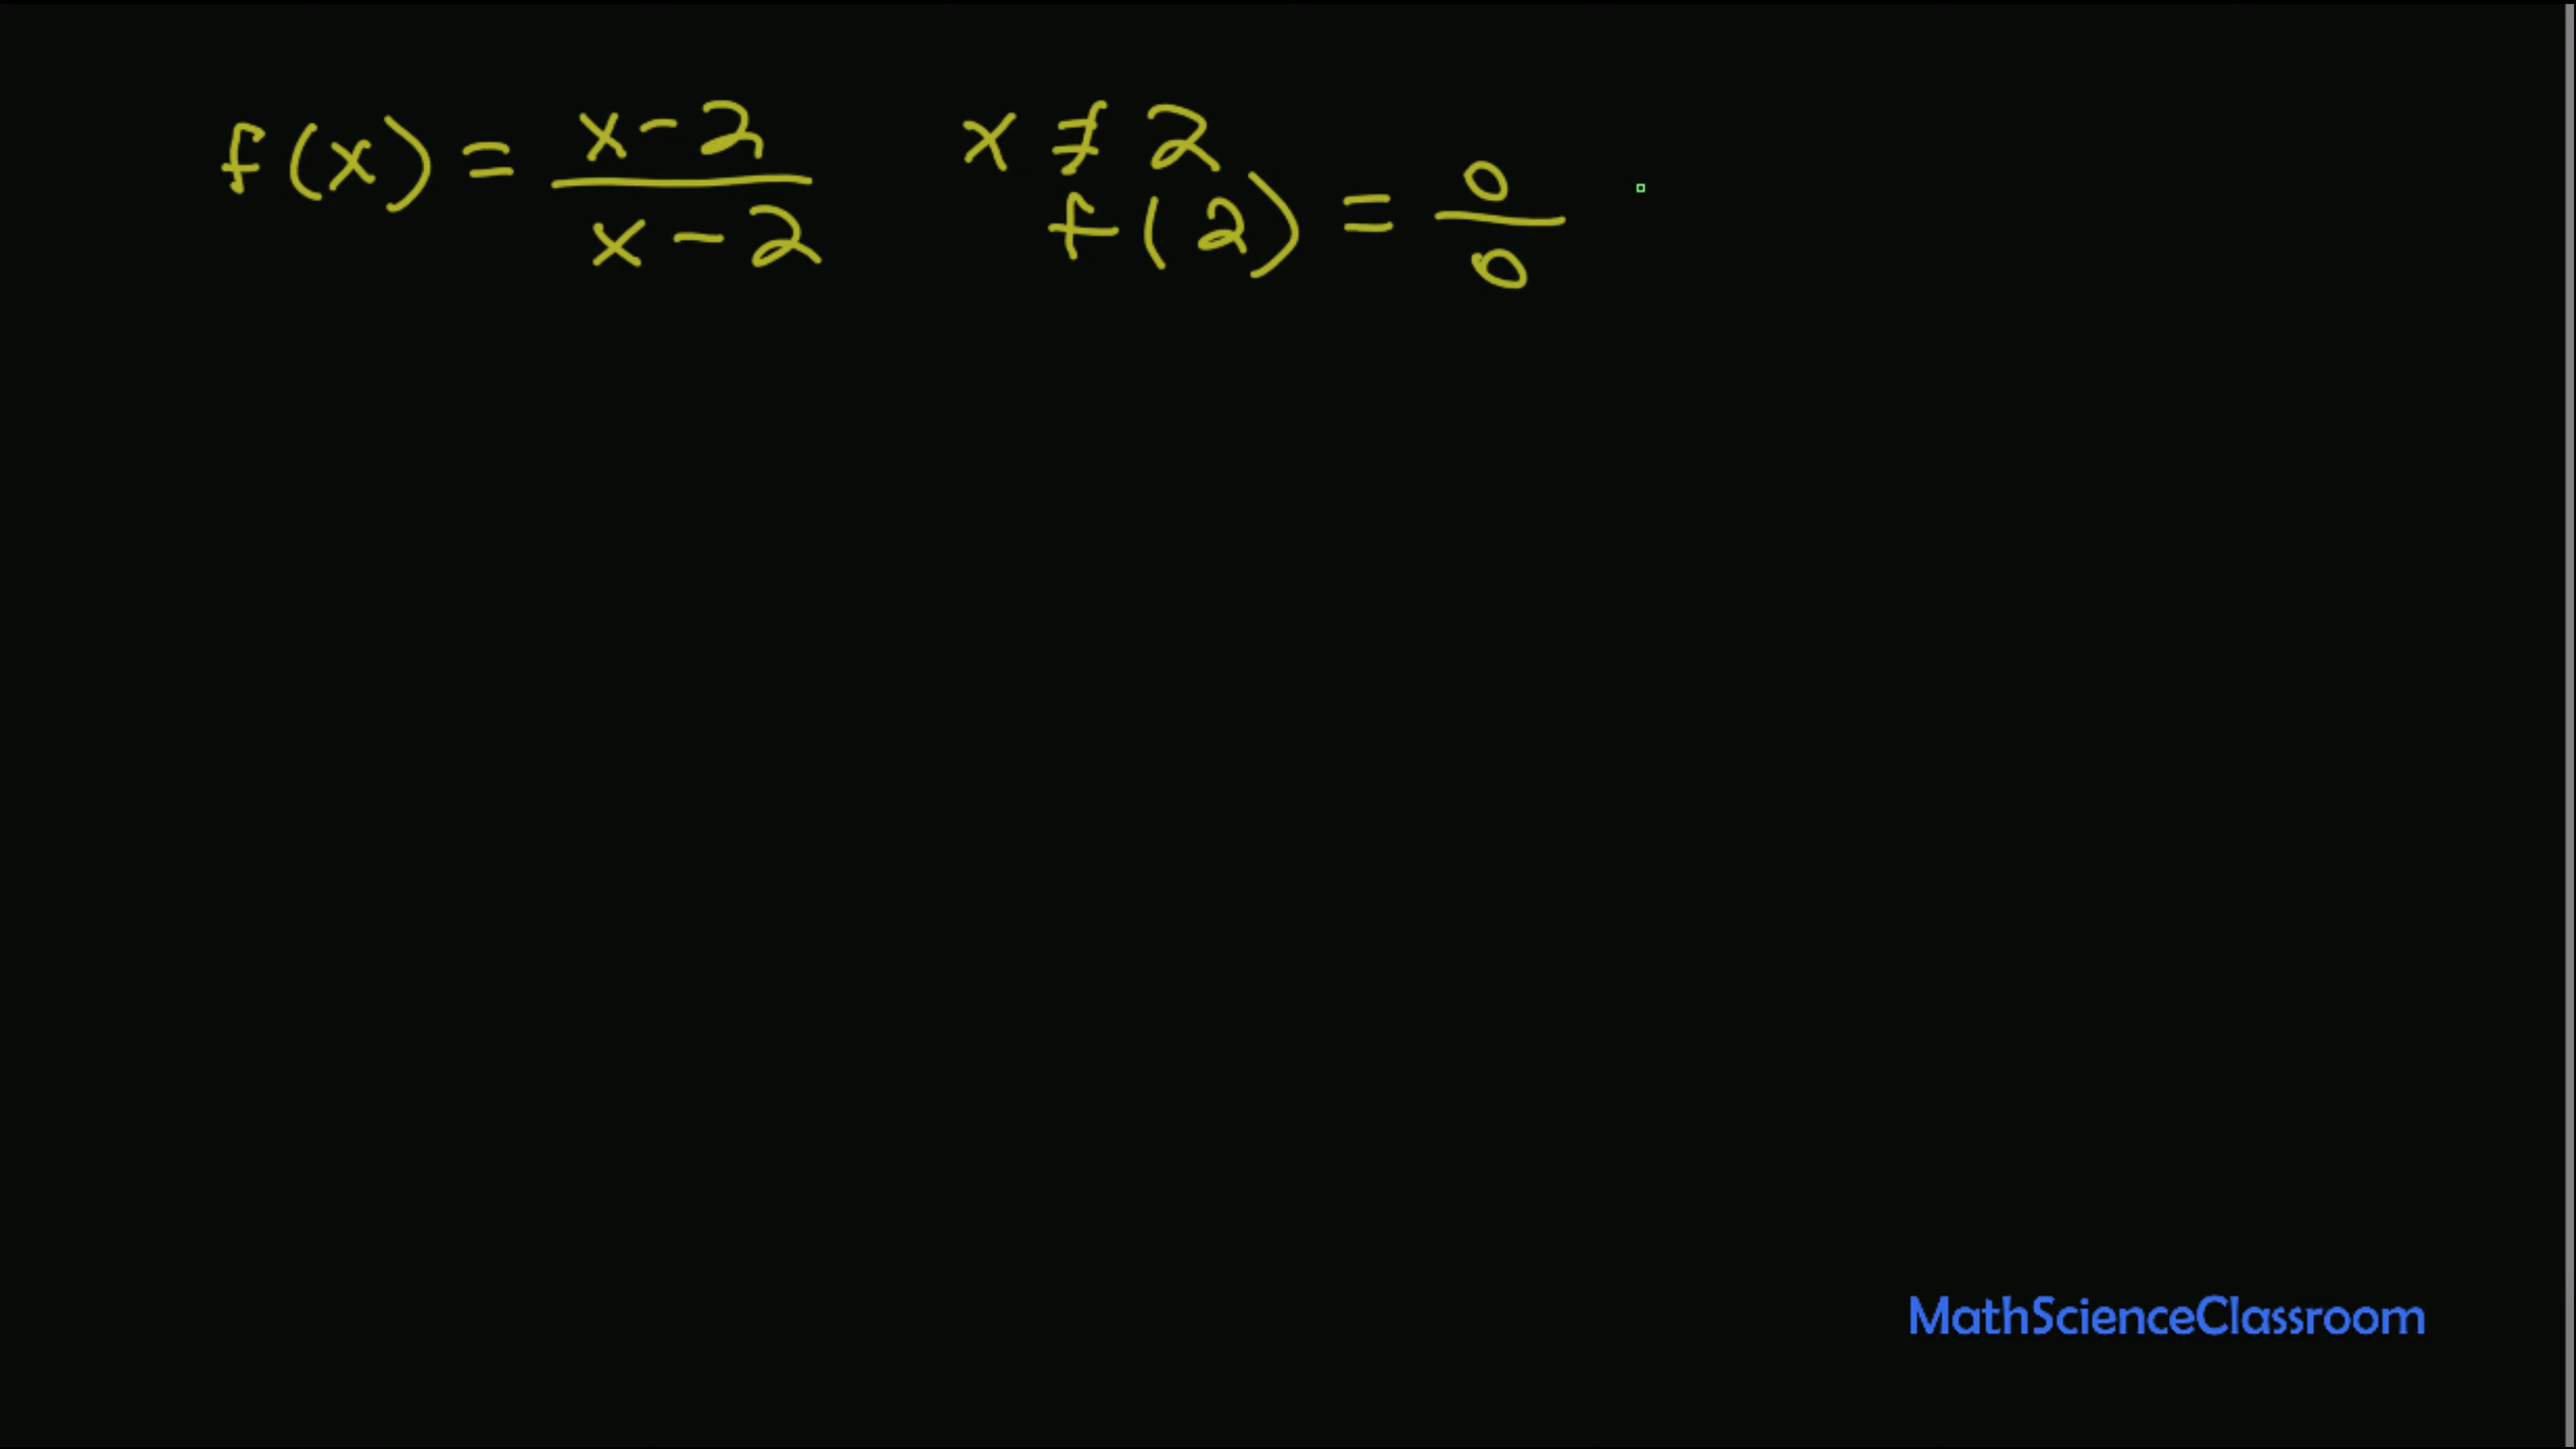 f(x) = x-2 / x-2    x ≠ 2
f(2) = 0/0
MathScienceClassroom